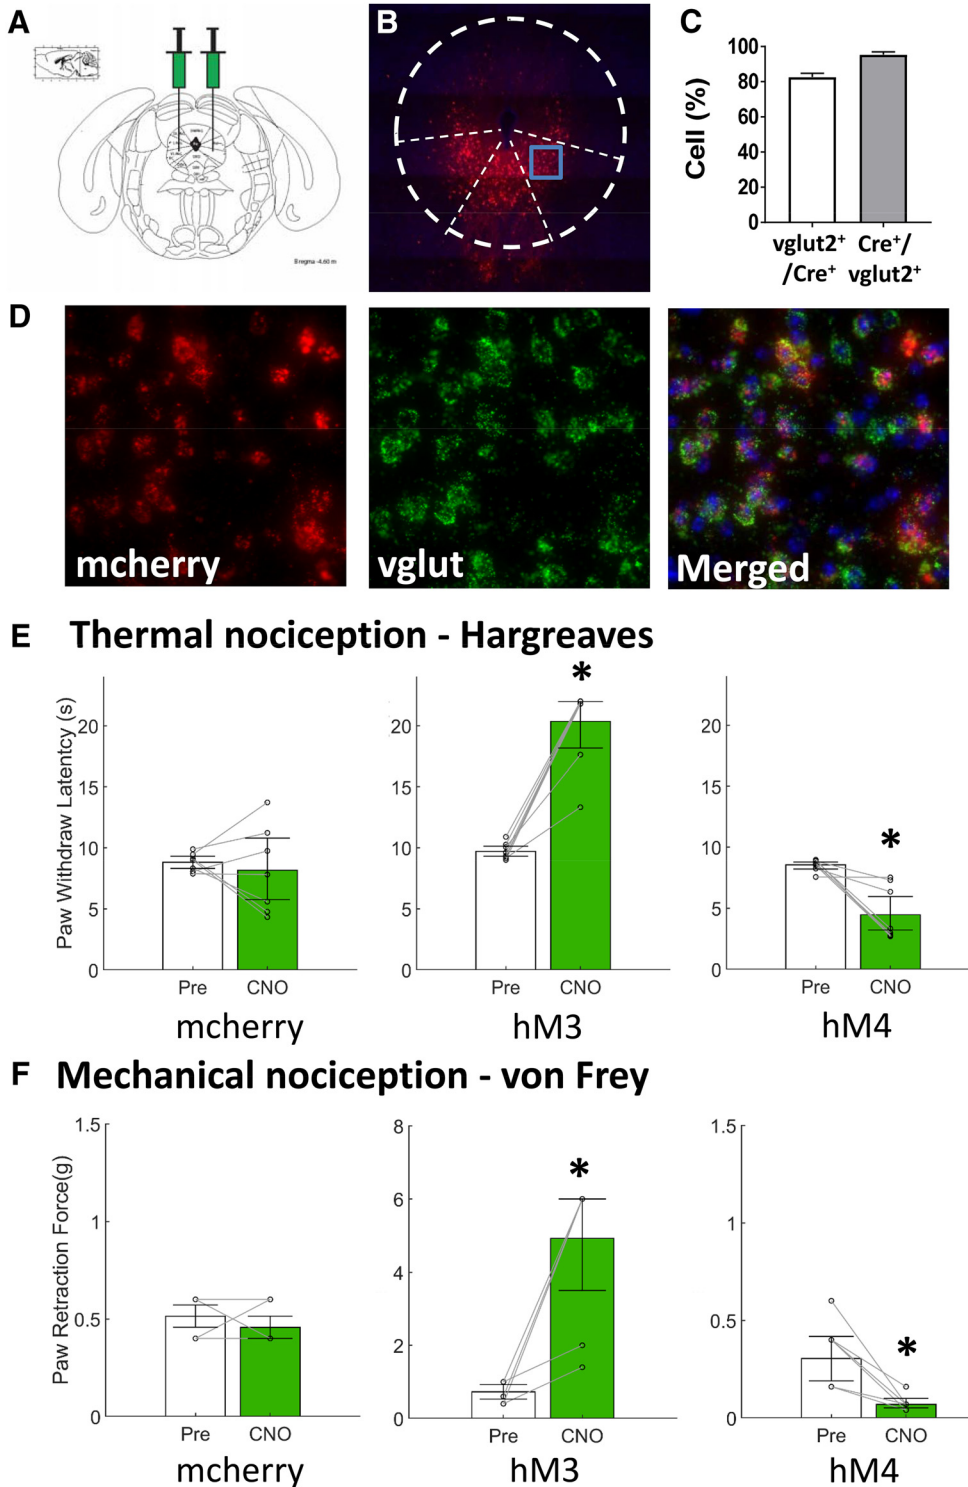 A
Bregma -4.60 m
B
C
Cell (%)
100
80
60
40
20
0
vglut2+
/Cre+
Cre+/
vglut2+
D
mcherry
vglut
Merged
E Thermal nociception - Hargreaves
Paw Withdraw Latentcy (s)
20
15
10
5
0
Pre CNO
mcherry
*
20
15
10
5
0
Pre CNO
hM3
*
20
15
10
5
0
Pre CNO
hM4
F Mechanical nociception - von Frey
Paw Retraction Force(g)
1.5
1
0.5
0
Pre CNO
mcherry
*
8
6
4
2
0
Pre CNO
hM3
*
1.5
1
0.5
0
Pre CNO
hM4